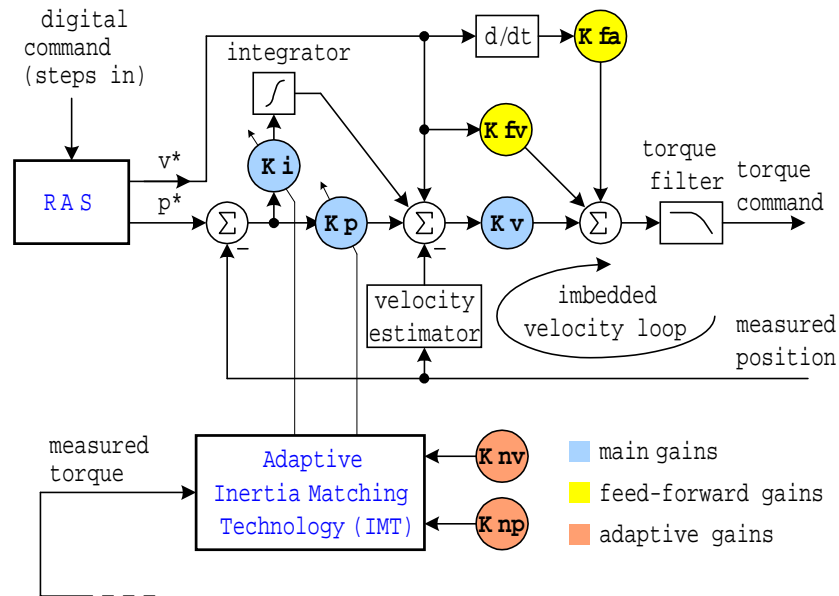 digital
command
(steps in)
integrator
d/dt
K fa
K fv
v*
K i
RAS
p*
Σ
K p
Σ
K v
Σ
torque
filter
torque
command
−
−
velocity
estimator
imbedded
velocity loop
measured
position
measured
torque
Adaptive
Inertia Matching
Technology (IMT)
K nv
K np
main gains
feed-forward gains
adaptive gains